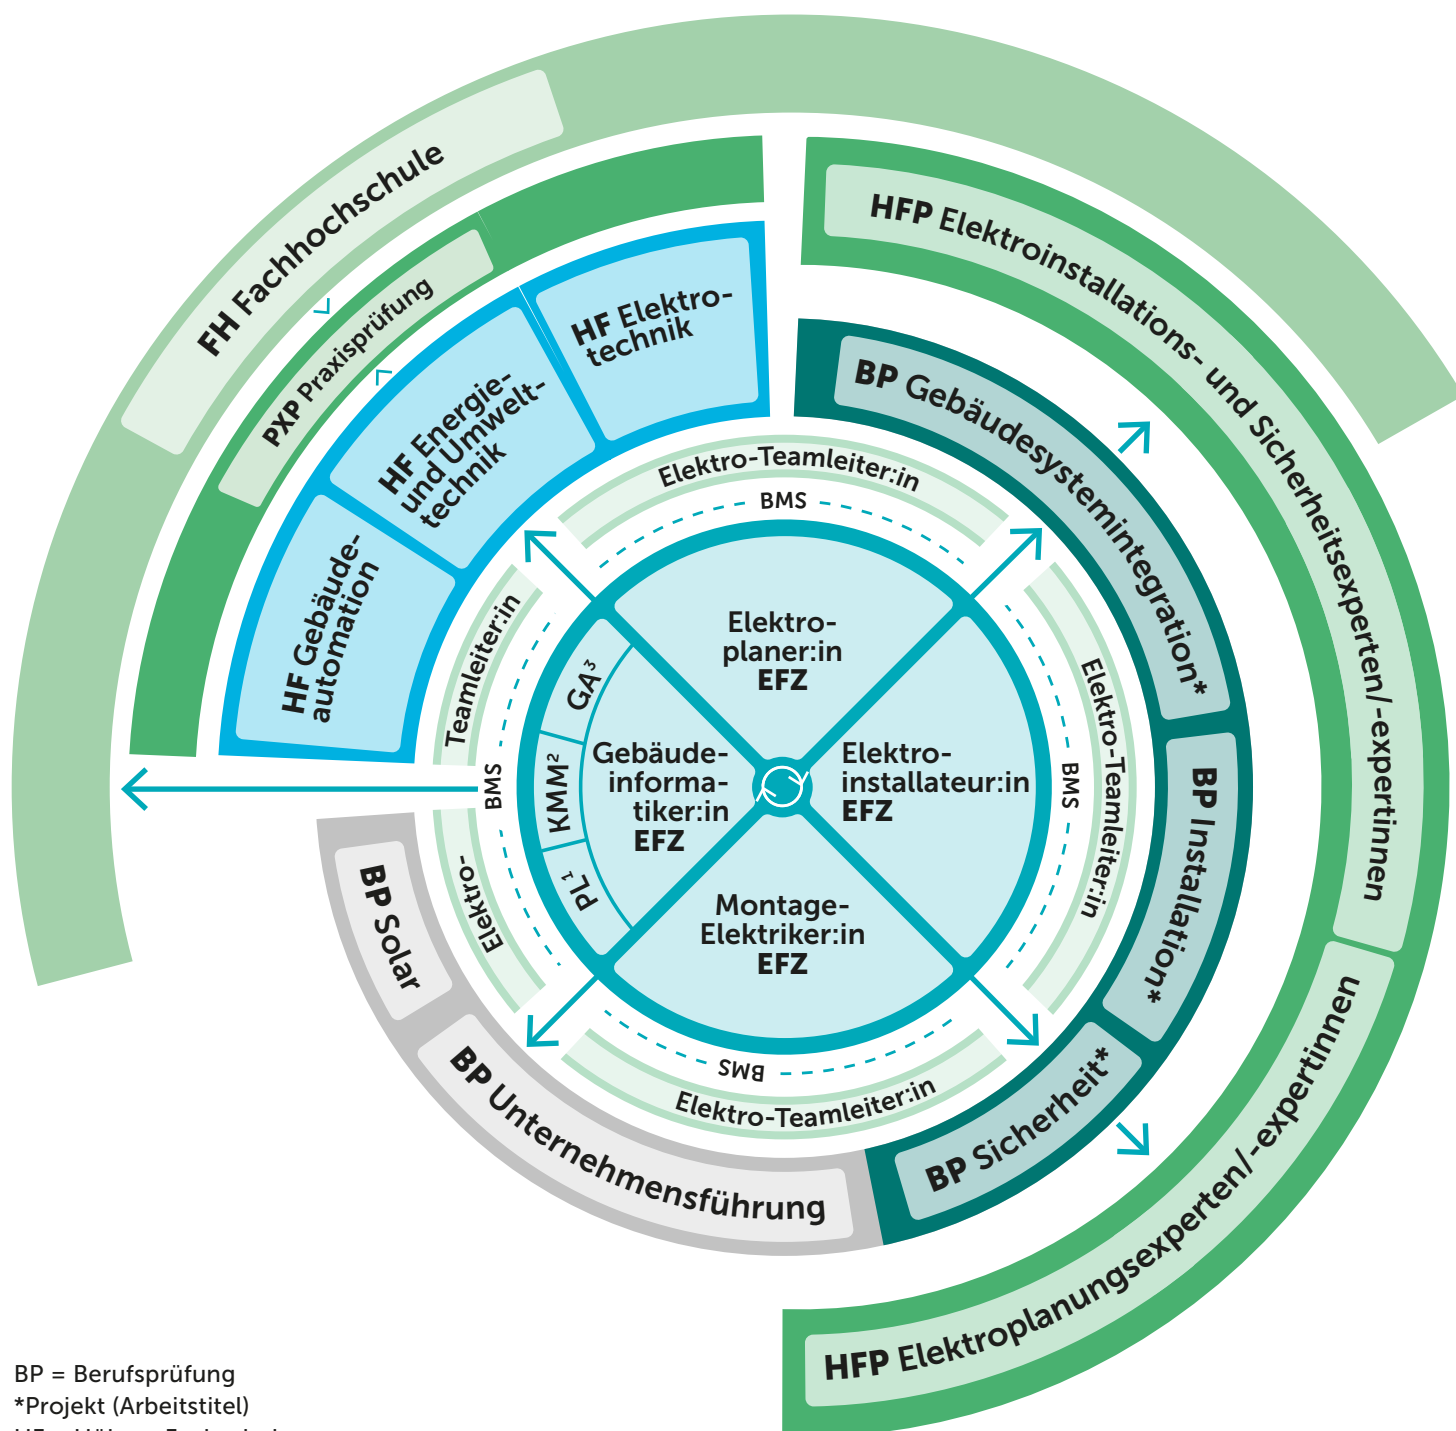 FH Fachhochschule
PXP Praxisprüfung
HF Elektro-
technik
HF Energie-
und Umwelt-
technik
HF Gebäude-
automation
HFP Elektroinstallations- und Sicherheitsexperten/-expertinnen
HFP Elektroplanungsexperten/-expertinnen
BP Gebäudesystemintegration*
BP Installation*
BP Sicherheit*
BP Unternehmensführung
BP Solar
Elektro-Teamleiter:in
BMS
Elektro-Teamleiter:in
BMS
Elektro-Teamleiter:in
BMS
Elektro-
Teamleiter:in
BMS
Elektro-
planer:in
EFZ
Elektro-
installateur:in
EFZ
Montage-
Elektriker:in
EFZ
Gebäude-
informa-
tiker:in
EFZ
GA³
KMM²
PL¹
BP = Berufsprüfung
*Projekt (Arbeitstitel)